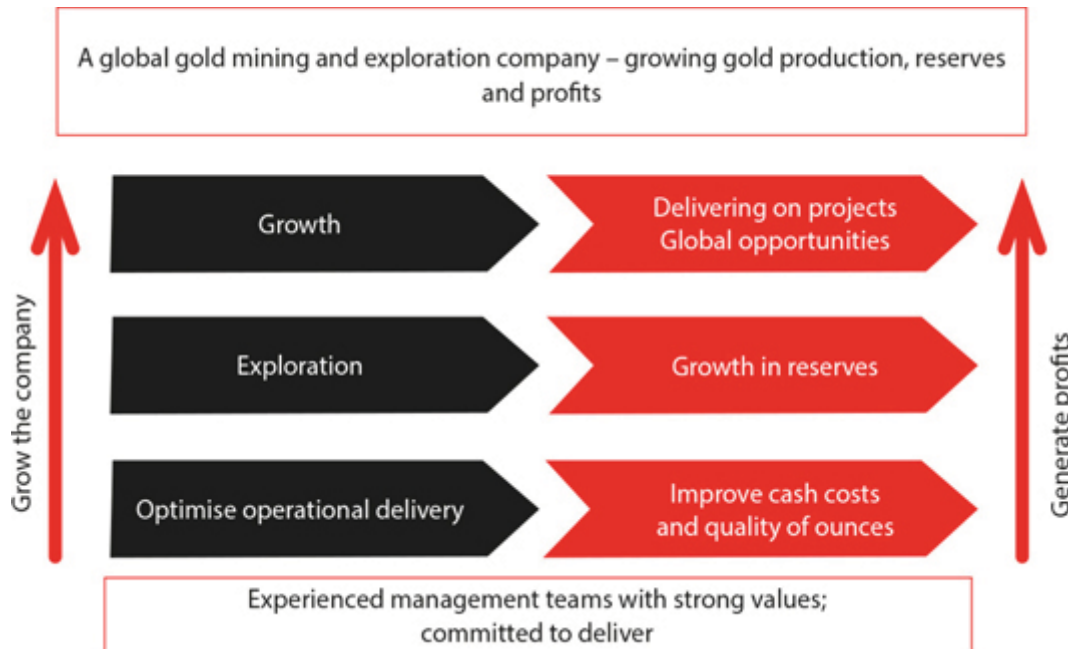 A global gold mining and exploration company – growing gold production, reserves
and profits
Grow the company
Growth
Delivering on projects
Global opportunities
Exploration
Growth in reserves
Optimise operational delivery
Improve cash costs
and quality of ounces
Generate profits
Experienced management teams with strong values;
committed to deliver